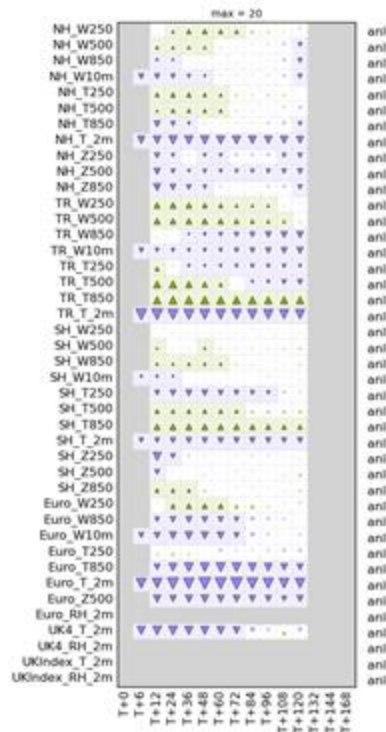 max = 20
NH_W250
NH_W500
NH_W850
NH_W10m
NH_T250
NH_T500
NH_T850
NH_T_2m
NH_Z250
NH_Z500
NH_Z850
TR_W250
TR_W500
TR_W850
TR_W10m
TR_T250
TR_T500
TR_T850
TR_T_2m
SH_W250
SH_W500
SH_W850
SH_W10m
SH_T250
SH_T500
SH_T850
SH_T_2m
SH_Z250
SH_Z500
SH_Z850
Euro_W250
Euro_W850
Euro_W10m
Euro_T250
Euro_T850
Euro_T_2m
Euro_Z500
Euro_RH_2m
UK4_T_2m
UK4_RH_2m
UKIndex_T_2m
UKIndex_RH_2m
T+0
T+6
T+12
T+24
T+36
T+48
T+60
T+72
T+84
T+96
T+108
T+120
T+132
T+144
T+168